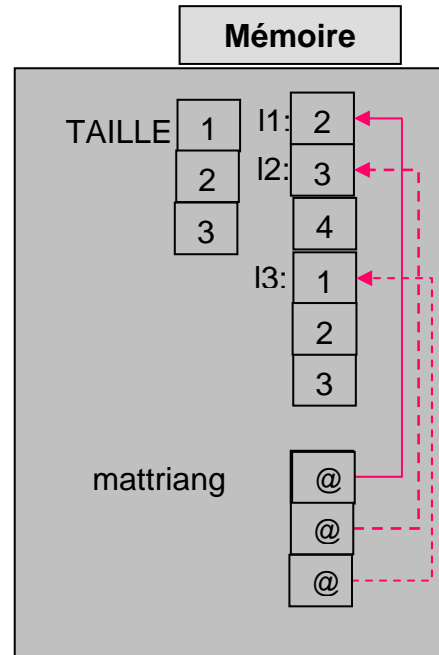 Mémoire
TAILLE 1 l1: 2
2 l2: 3
3 4
l3: 1
2
3
mattriang @
@
@